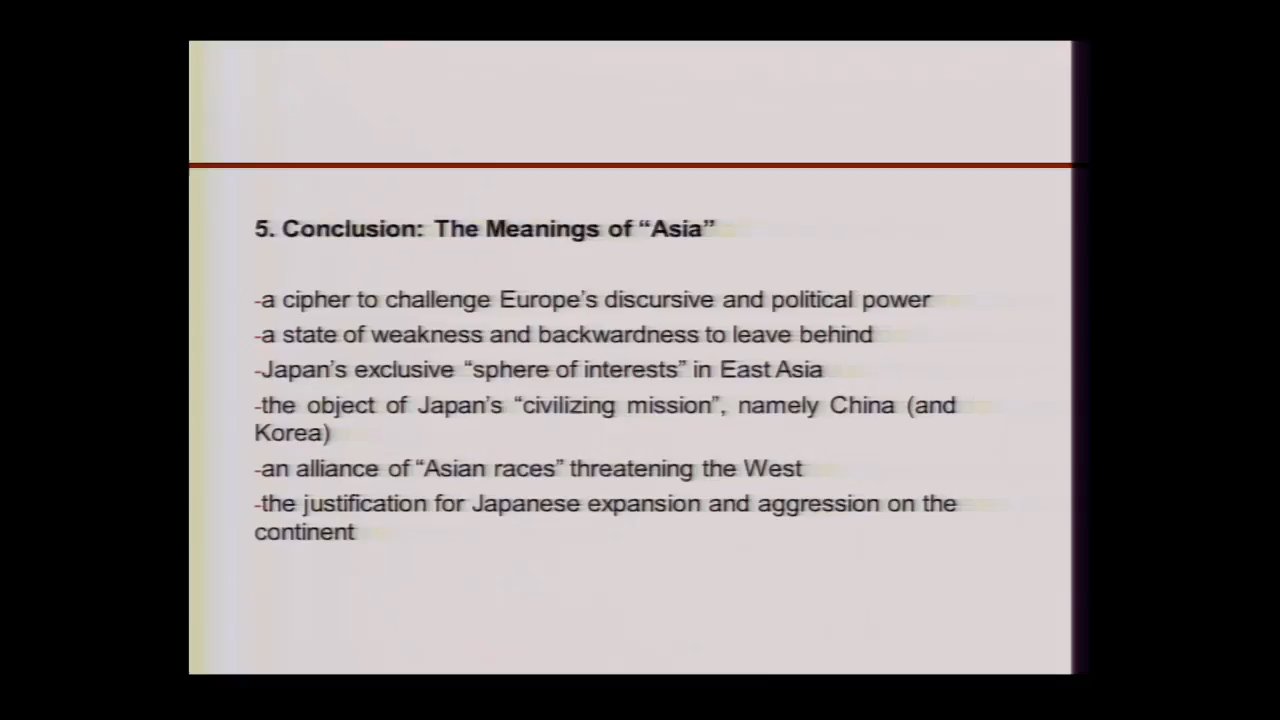 5. Conclusion: The Meanings of “Asia”
-a cipher to challenge Europe’s discursive and political power
-a state of weakness and backwardness to leave behind
-Japan’s exclusive “sphere of interests” in East Asia
-the object of Japan’s “civilizing mission”, namely China (and
Korea)
-an alliance of “Asian races” threatening the West
-the justification for Japanese expansion and aggression on the
continent